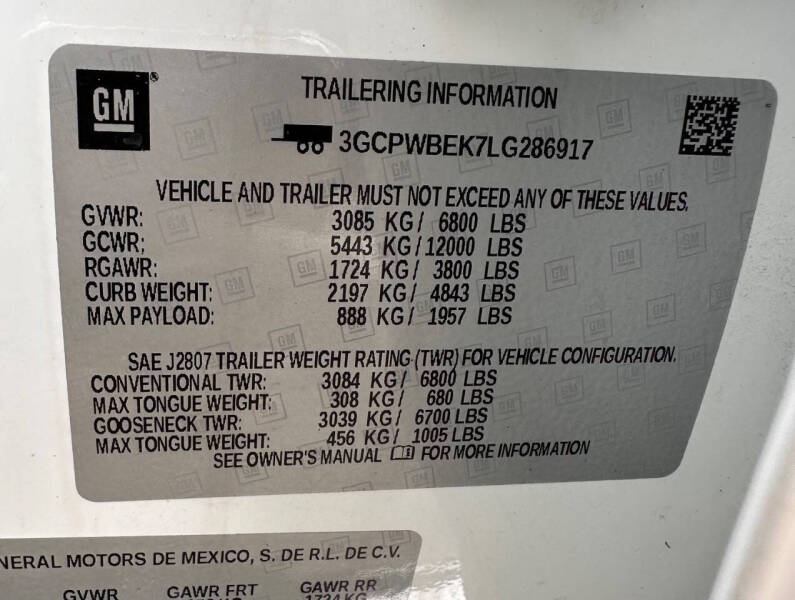 GM
TRAILERING INFORMATION
3GCPWBEK7LG286917
VEHICLE AND TRAILER MUST NOT EXCEED ANY OF THESE VALUES.
GVWR: 3085 KG/ 6800 LBS
GCWR: 5443 KG/12000 LBS
RGAWR: 1724 KG/ 3800 LBS
CURB WEIGHT: 2197 KG/ 4843 LBS
MAX PAYLOAD: 888 KG/ 1957 LBS
SAE J2807 TRAILER WEIGHT RATING (TWR) FOR VEHICLE CONFIGURATION.
CONVENTIONAL TWR: 3084 KG/ 6800 LBS
MAX TONGUE WEIGHT: 308 KG/ 680 LBS
GOOSENECK TWR: 3039 KG/ 6700 LBS
MAX TONGUE WEIGHT: 456 KG/ 1005 LBS
SEE OWNER'S MANUAL FOR MORE INFORMATION
NERAL MOTORS DE MEXICO, S. DE R.L. DE C.V.
GVWR GAWR FRT GAWR RR
1724 KG